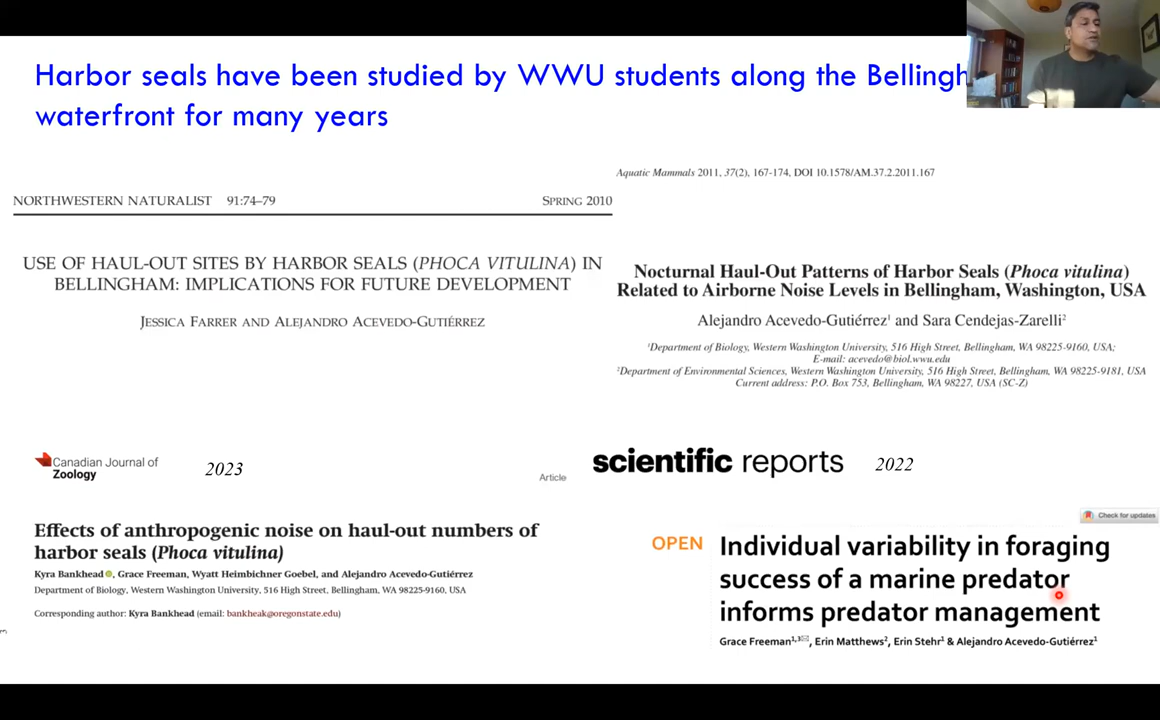 Harbor seals have been studied by WWU students along the Bellingh
waterfront for many years
NORTHWESTERN NATURALIST 91:74–79 SPRING 2010
USE OF HAUL-OUT SITES BY HARBOR SEALS (PHOCA VITULINA) IN
BELLINGHAM: IMPLICATIONS FOR FUTURE DEVELOPMENT
JESSICA FARRER AND ALEJANDRO ACEVEDO-GUTIÉRREZ
Aquatic Mammals 2011, 37(2), 167-174, DOI 10.1578/AM.37.2.2011.167
Nocturnal Haul-Out Patterns of Harbor Seals (Phoca vitulina)
Related to Airborne Noise Levels in Bellingham, Washington, USA
Alejandro Acevedo-Gutiérrez¹ and Sara Cendejas-Zarelli²
¹Department of Biology, Western Washington University, 516 High Street, Bellingham, WA 98225-9160, USA;
E-mail: acevedo@biol.wwu.edu
²Department of Environmental Sciences, Western Washington University, 516 High Street, Bellingham, WA 98225-9181, USA
Current address: P.O. Box 753, Bellingham, WA 98227, USA (SC-Z)
Canadian Journal of
Zoology
2023
Article
Effects of anthropogenic noise on haul-out numbers of
harbor seals (Phoca vitulina)
Kyra Bankhead, Grace Freeman, Wyatt Heimbichner Goebel, and Alejandro Acevedo-Gutiérrez
Department of Biology, Western Washington University, 516 High Street, Bellingham, WA 98225-9160, USA
Corresponding author: Kyra Bankhead (email: bankheak@oregonstate.edu)
scientific reports 2022
Check for updates
OPEN
Individual variability in foraging
success of a marine predator
informs predator management
Grace Freeman¹,³✉, Erin Matthews², Erin Stehr¹ & Alejandro Acevedo-Gutiérrez¹